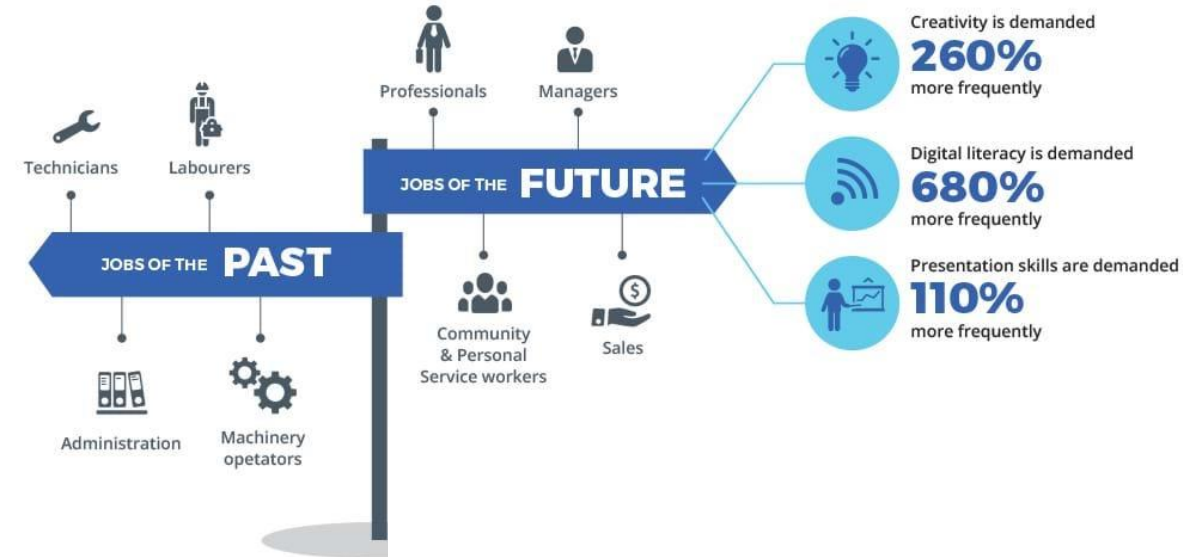 Technicians
Labourers
JOBS OF THE PAST
Administration
Machinery
opetators
Professionals
Managers
JOBS OF THE FUTURE
Community
& Personal
Service workers
Sales
Creativity is demanded
260%
more frequently
Digital literacy is demanded
680%
more frequently
Presentation skills are demanded
110%
more frequently